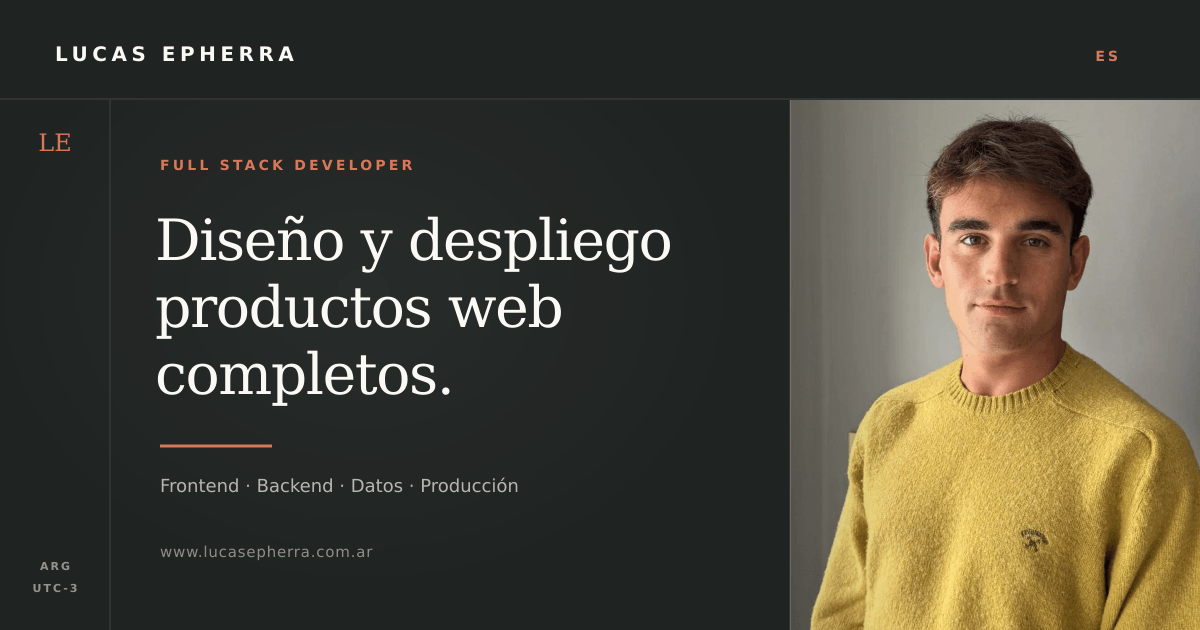 LUCAS EPHERRA
ES
LE
FULL STACK DEVELOPER
Diseño y despliego
productos web
completos.
Frontend · Backend · Datos · Producción
www.lucasepherra.com.ar
ARG
UTC-3